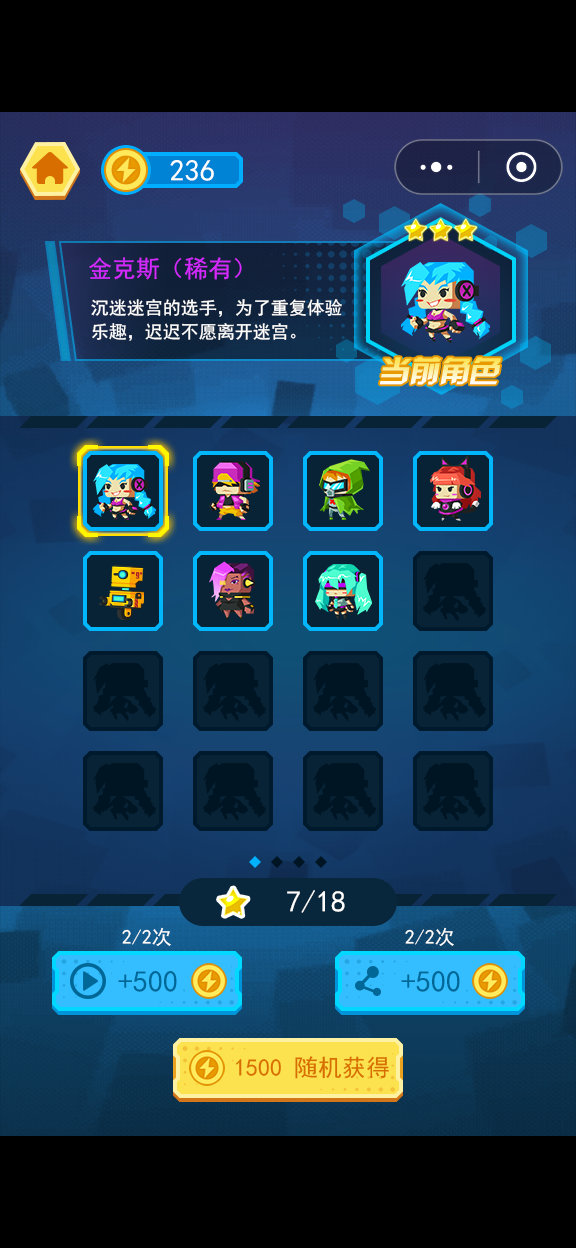 236
金克斯（稀有）
沉迷迷宫的选手，为了重复体验
乐趣，迟迟不愿离开迷宫。
当前角色
7/18
2/2次
2/2次
+500
+500
1500 随机获得